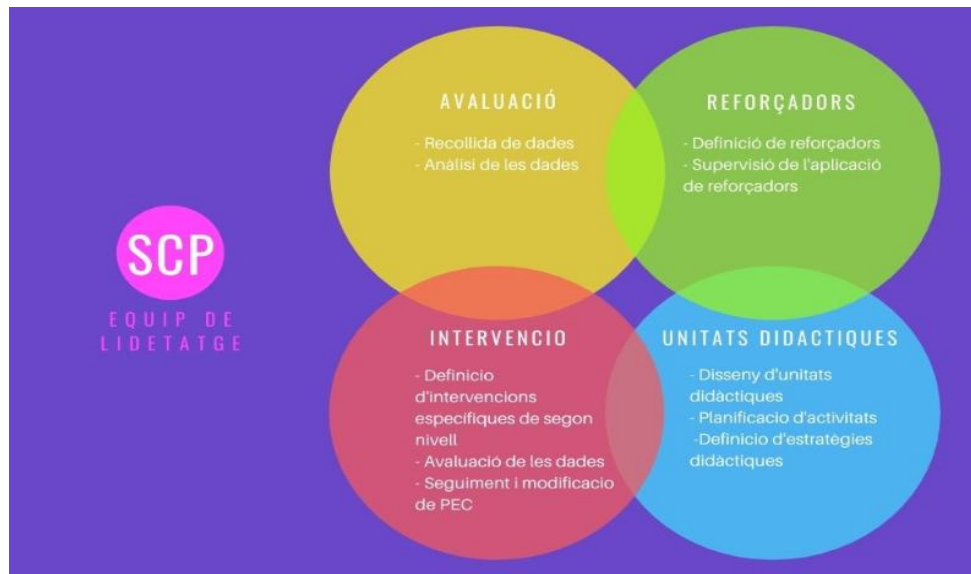 SCP
EQUIP DE
LIDETATGE
AVALUACIÓ
- Recollida de dades
- Anàlisi de les dades
REFORÇADORS
- Definició de reforçadors
- Supervisió de l'aplicació
de reforçadors
INTERVENCIO
- Definicio
d'intervencions
específiques de segon
nivell
- Avaluació de les dades
- Seguiment i modificacio
de PEC
UNITATS DIDACTIQUES
- Disseny d'unitats
didàctiques
- Planificacio d'activitats
-Definicio d'estratègies
didàctiques